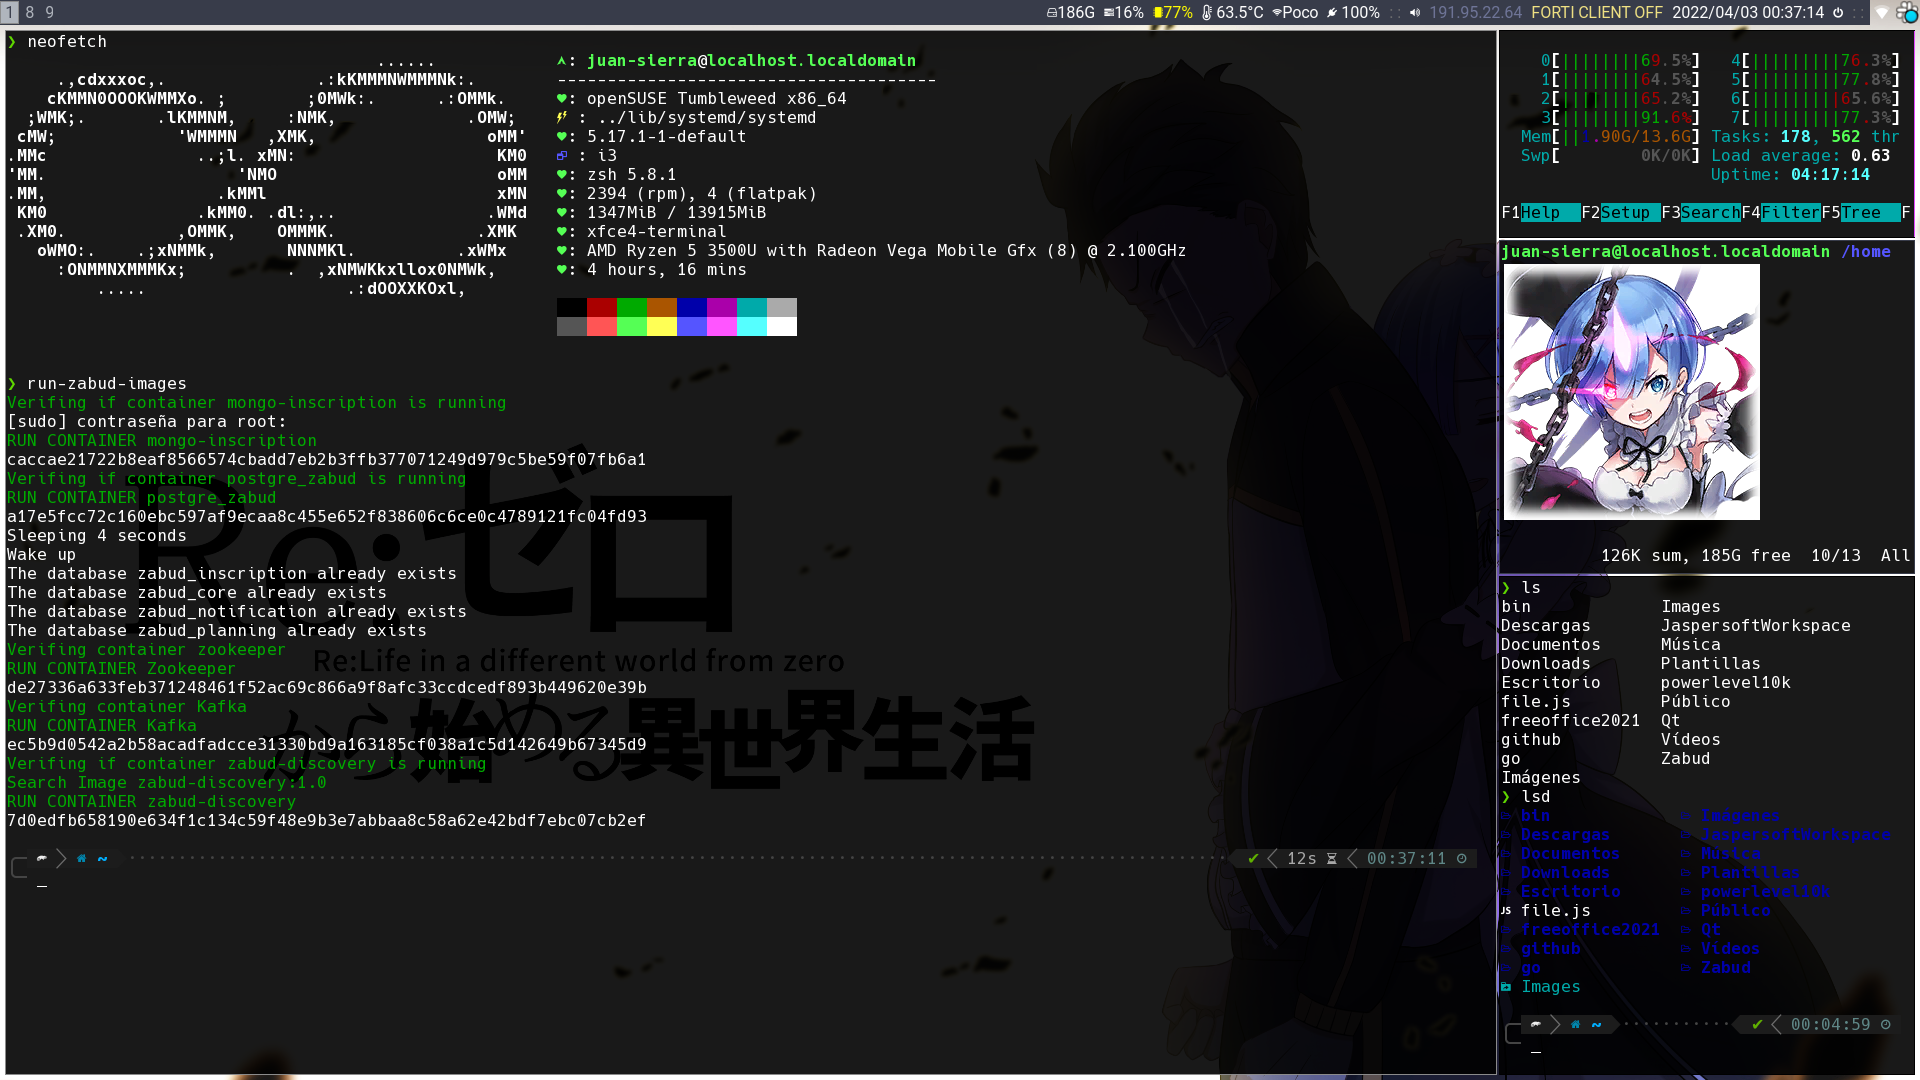 1 8 9
186G 16% 77% 63.5°C Poco 100% :: 191.95.22.64 FORTI CLIENT OFF 2022/04/03 00:37:14 ::
❯ neofetch
......
.,cdxxxoc,. .:kKMMMNWMMMNk:.
cKMMN0OOOKWMMXo. ; ;0MWk:. .:OMMk.
;WMK;. .lKMMNM, :NMK, .OMW;
cMW; 'WMMMN ,XMK, oMM'
.MMc ..;l. xMN: KM0
'MM. 'NMO oMM
.MM, .kMMl xMN
KM0 .kMM0. .dl:,.. .WMd
.XM0. ,OMMK, OMMMK. .XMK
oWMO:. .;xNMMk, NNNMKl. .xWMx
:ONMMNXMMMKx; . ,xNMWKkxllox0NMWk,
..... .:dOOXXKOxl,
: juan-sierra@localhost.localdomain
--------------------------------------
♥: openSUSE Tumbleweed x86_64
: ../lib/systemd/systemd
♥: 5.17.1-1-default
: i3
♥: zsh 5.8.1
♥: 2394 (rpm), 4 (flatpak)
♥: 1347MiB / 13915MiB
♥: xfce4-terminal
♥: AMD Ryzen 5 3500U with Radeon Vega Mobile Gfx (8) @ 2.100GHz
♥: 4 hours, 16 mins
❯ run-zabud-images
Verifing if container mongo-inscription is running
[sudo] contraseña para root:
RUN CONTAINER mongo-inscription
caccae21722b8eaf8566574cbadd7eb2b3ffb377071249d979c5be59f07fb6a1
Verifing if container postgre_zabud is running
RUN CONTAINER postgre_zabud
a17e5fcc72c160ebc597af9ecaa8c455e652f838606c6ce0c4789121fc04fd93
Sleeping 4 seconds
Wake up
The database zabud_inscription already exists
The database zabud_core already exists
The database zabud_notification already exists
The database zabud_planning already exists
Verifing container zookeeper
RUN CONTAINER Zookeeper
de27336a633feb371248461f52ac69c866a9f8afc33ccdcedf893b449620e39b
Verifing container Kafka
RUN CONTAINER Kafka
ec5b9d0542a2b58acadfadcce31330bd9a163185cf038a1c5d142649b67345d9
Verifing if container zabud-discovery is running
Search Image zabud-discovery:1.0
RUN CONTAINER zabud-discovery
7d0edfb658190e634f1c134c59f48e9b3e7abbaa8c58a62e42bdf7ebc07cb2ef
~ ✔ 12s 00:37:11
Re:ゼロ
Re:Life in a different world from zero
から始める異世界生活
0[||||||||69.5%] 4[|||||||||76.3%]
1[||||||||64.5%] 5[|||||||||77.8%]
2[||||||||65.2%] 6[|||||||||65.6%]
3[||||||||91.6%] 7[|||||||||77.3%]
Mem[||1.90G/13.6G] Tasks: 178, 562 thr
Swp[ 0K/0K] Load average: 0.63
Uptime: 04:17:14
F1Help F2Setup F3SearchF4FilterF5Tree F
juan-sierra@localhost.localdomain /home
126K sum, 185G free 10/13 All
❯ ls
bin Images
Descargas JaspersoftWorkspace
Documentos Música
Downloads Plantillas
Escritorio powerlevel10k
file.js Público
freeoffice2021 Qt
github Vídeos
go Zabud
Imágenes
❯ lsd
bin Imágenes
Descargas JaspersoftWorkspace
Documentos Música
Downloads Plantillas
Escritorio powerlevel10k
JS file.js Público
freeoffice2021 Qt
github Vídeos
go Zabud
Images
~ ✔ 00:04:59